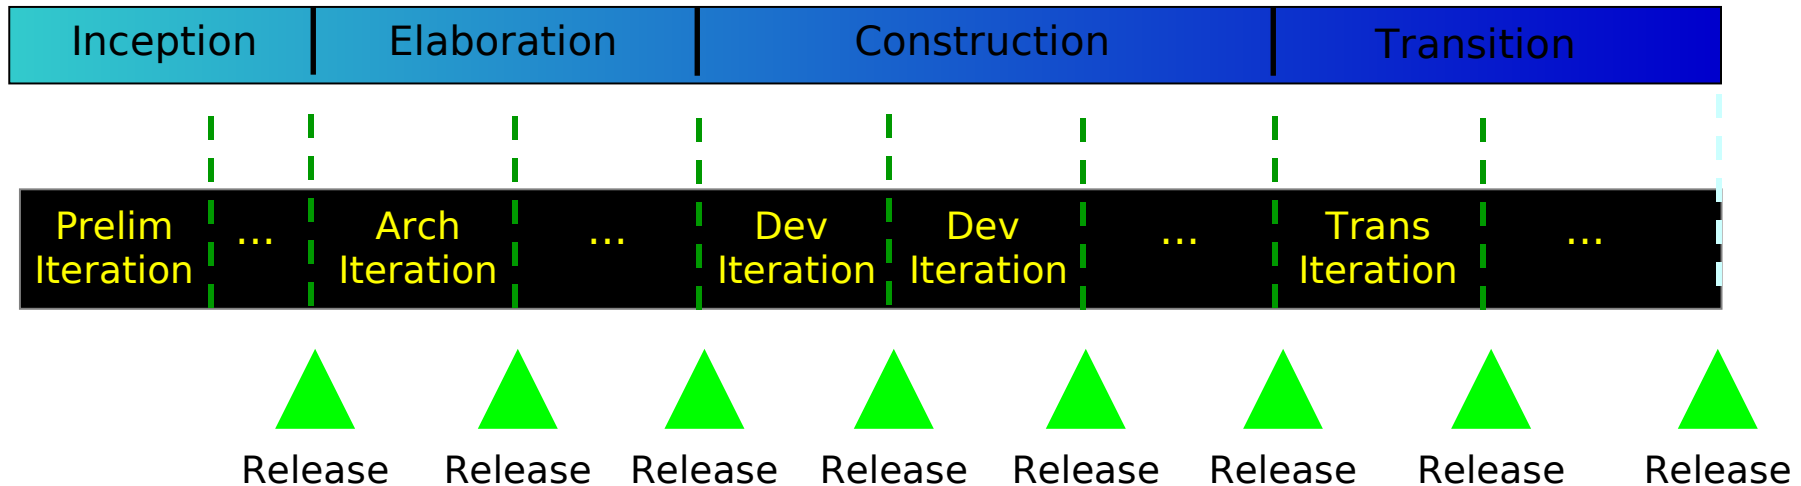 Inception Elaboration Construction Transition
Prelim ... Arch ... Dev Dev ... Trans ...
Iteration Iteration Iteration Iteration Iteration
Release Release Release Release Release Release Release Release